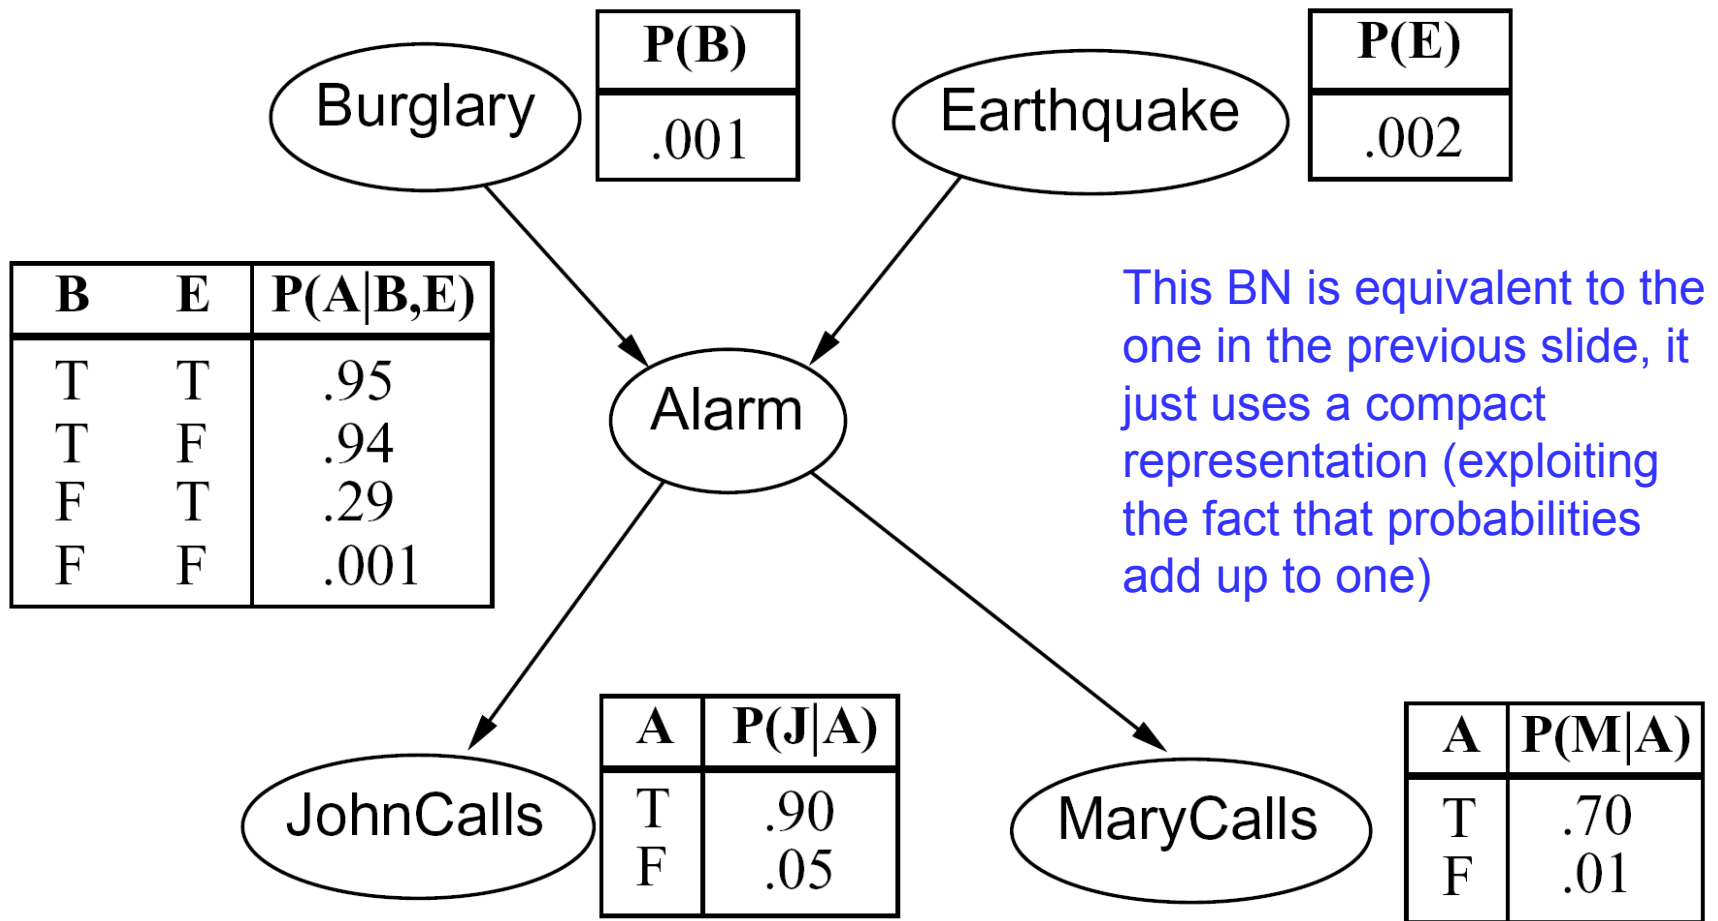 Burglary
P(B)
.001
Earthquake
P(E)
.002
B E P(A|B,E)
T T .95
T F .94
F T .29
F F .001
Alarm
This BN is equivalent to the
one in the previous slide, it
just uses a compact
representation (exploiting
the fact that probabilities
add up to one)
JohnCalls
A P(J|A)
T .90
F .05
MaryCalls
A P(M|A)
T .70
F .01